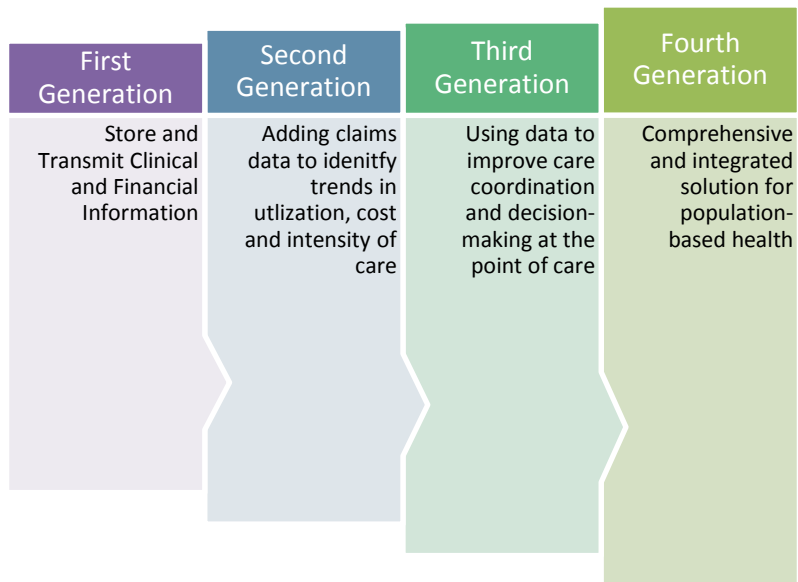 First
Generation
Store and
Transmit Clinical
and Financial
Information
Second
Generation
Adding claims
data to idenitfy
trends in
utlization, cost
and intensity of
care
Third
Generation
Using data to
improve care
coordination
and decision-
making at the
point of care
Fourth
Generation
Comprehensive
and integrated
solution for
population-
based health